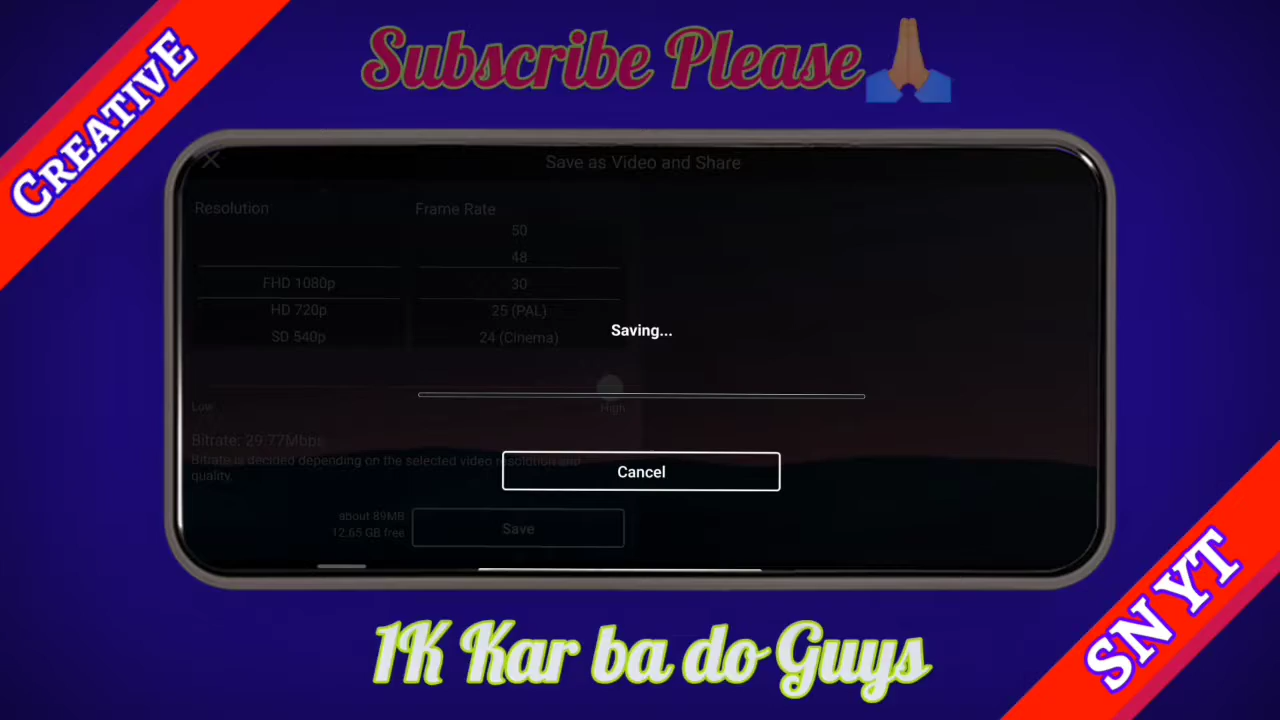 CREATIVE
Subscribe Please
Save as Video and Share
Resolution
Frame Rate
50
48
FHD 1080p
30
HD 720p
25 (PAL)
SD 540p
24 (Cinema)
Saving...
Low
High
Bitrate: 29.77Mbps
Bitrate is decided depending on the selected video resolution and
quality.
Cancel
about 89MB
12.65 GB free
Save
1K Kar ba do Guys
SN YT